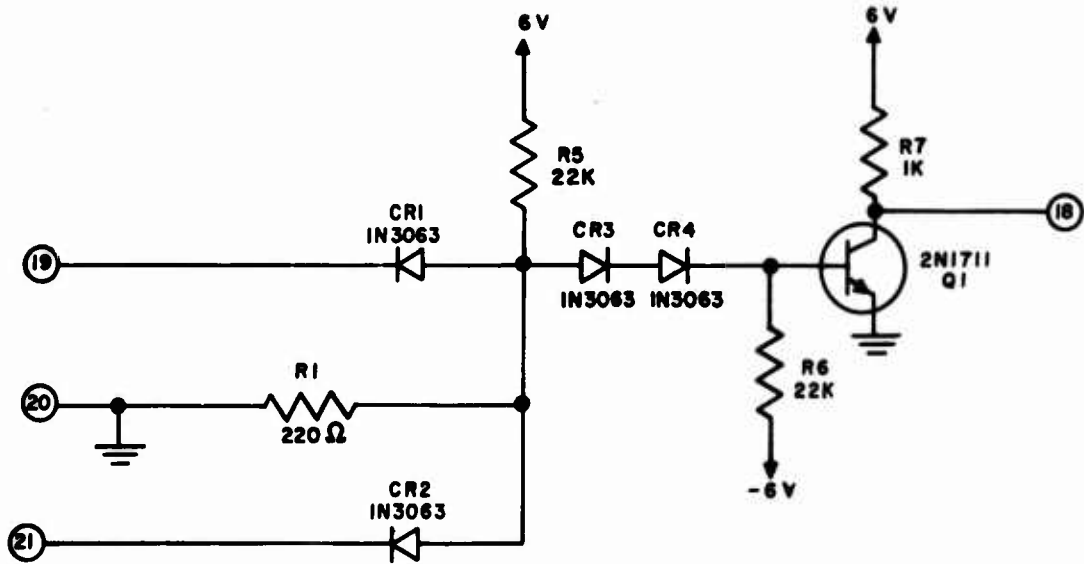 6V
6V
R5
22K
R7
1K
CR1
1N3063
CR3
CR4
18
19
1N3063
1N3063
2N1711
Q1
R1
20
220Ω
R6
22K
CR2
1N3063
-6V
21